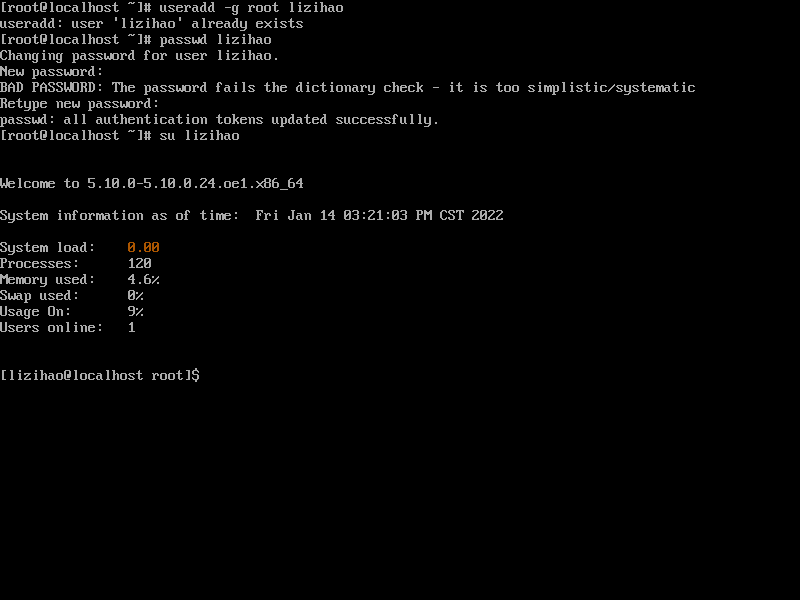 [root@localhost ~]# useradd -g root lizihao
useradd: user 'lizihao' already exists
[root@localhost ~]# passwd lizihao
Changing password for user lizihao.
New password:
BAD PASSWORD: The password fails the dictionary check - it is too simplistic/systematic
Retype new password:
passwd: all authentication tokens updated successfully.
[root@localhost ~]# su lizihao
Welcome to 5.10.0-5.10.0.24.oe1.x86_64
System information as of time:  Fri Jan 14 03:21:03 PM CST 2022
System load:    0.00
Processes:      120
Memory used:    4.6%
Swap used:      0%
Usage On:       9%
Users online:   1
[lizihao@localhost root]$